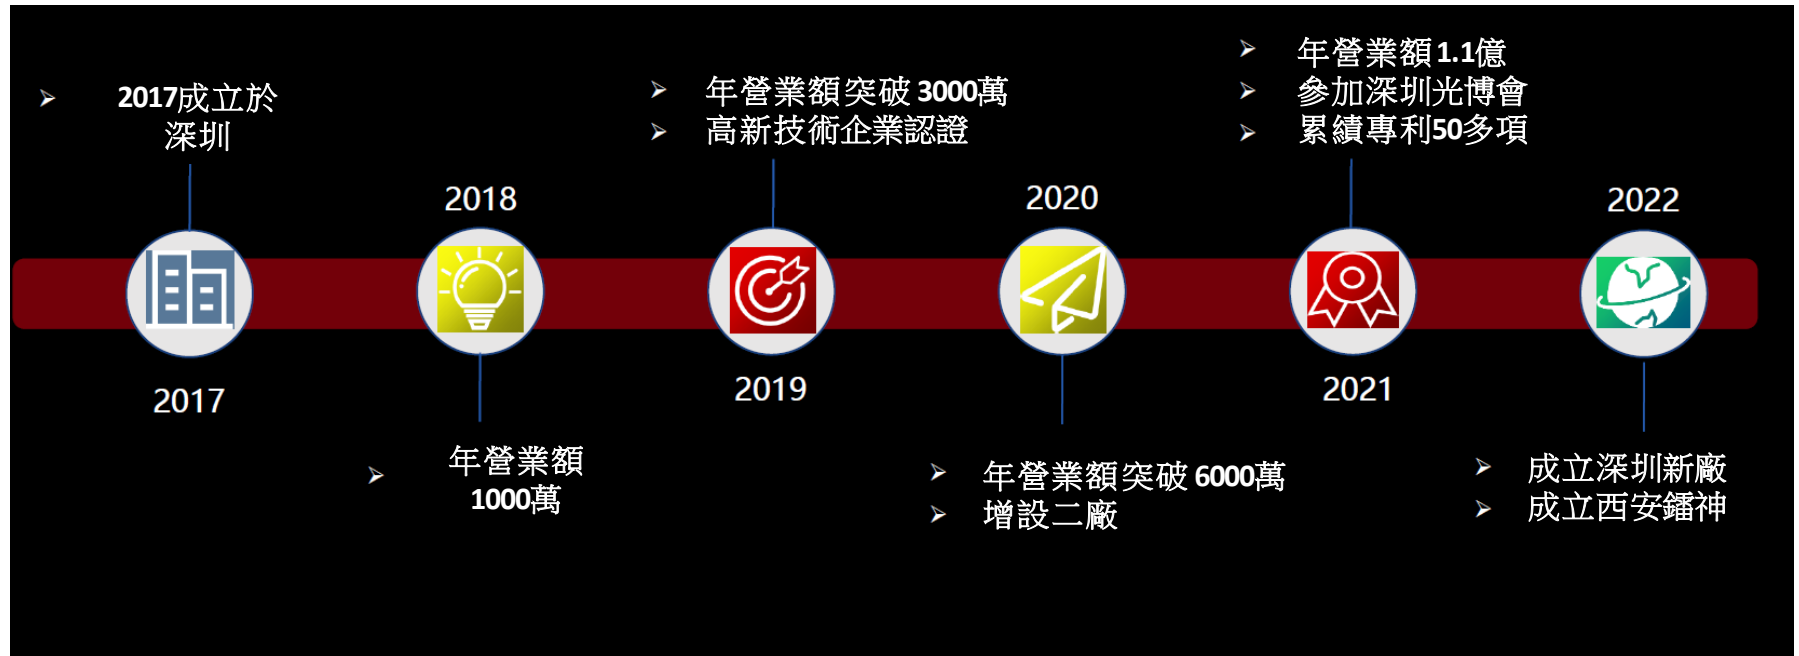 2017成立於
深圳
2017
2018
年營業額
1000萬
年營業額突破3000萬
高新技術企業認證
2019
2020
年營業額突破6000萬
增設二廠
年營業額1.1億
參加深圳光博會
累績專利50多項
2021
2022
成立深圳新廠
成立西安鐳神